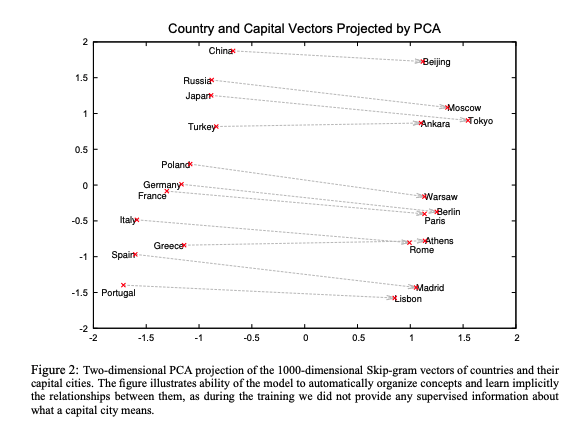 Country and Capital Vectors Projected by PCA
2
China
Beijing
1.5
Russia
Japan
Moscow
1
Tokyo
Turkey
Ankara
0.5
Poland
0
Germany
France
Warsaw
Berlin
Paris
-0.5
Italy
Greece
Athens
Rome
-1
Spain
Madrid
-1.5
Portugal
Lisbon
-2
-2 -1.5 -1 -0.5 0 0.5 1 1.5 2
Figure 2: Two-dimensional PCA projection of the 1000-dimensional Skip-gram vectors of countries and their
capital cities. The figure illustrates ability of the model to automatically organize concepts and learn implicitly
the relationships between them, as during the training we did not provide any supervised information about
what a capital city means.